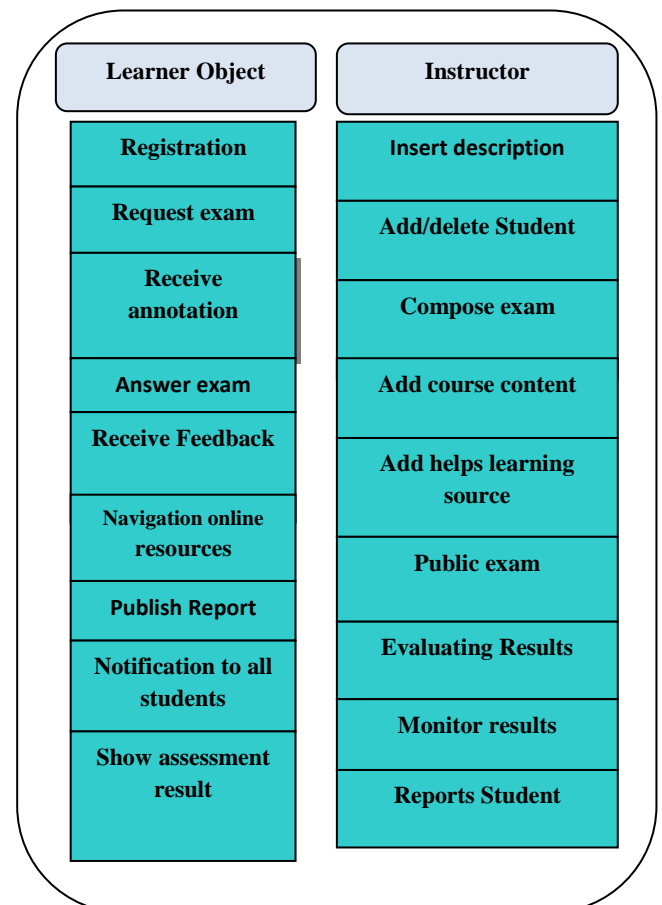 Learner Object
Registration
Request exam
Receive
annotation
Answer exam
Receive Feedback
Navigation online
resources
Publish Report
Notification to all
students
Show assessment
result
Instructor
Insert description
Add/delete Student
Compose exam
Add course content
Add helps learning
source
Public exam
Evaluating Results
Monitor results
Reports Student